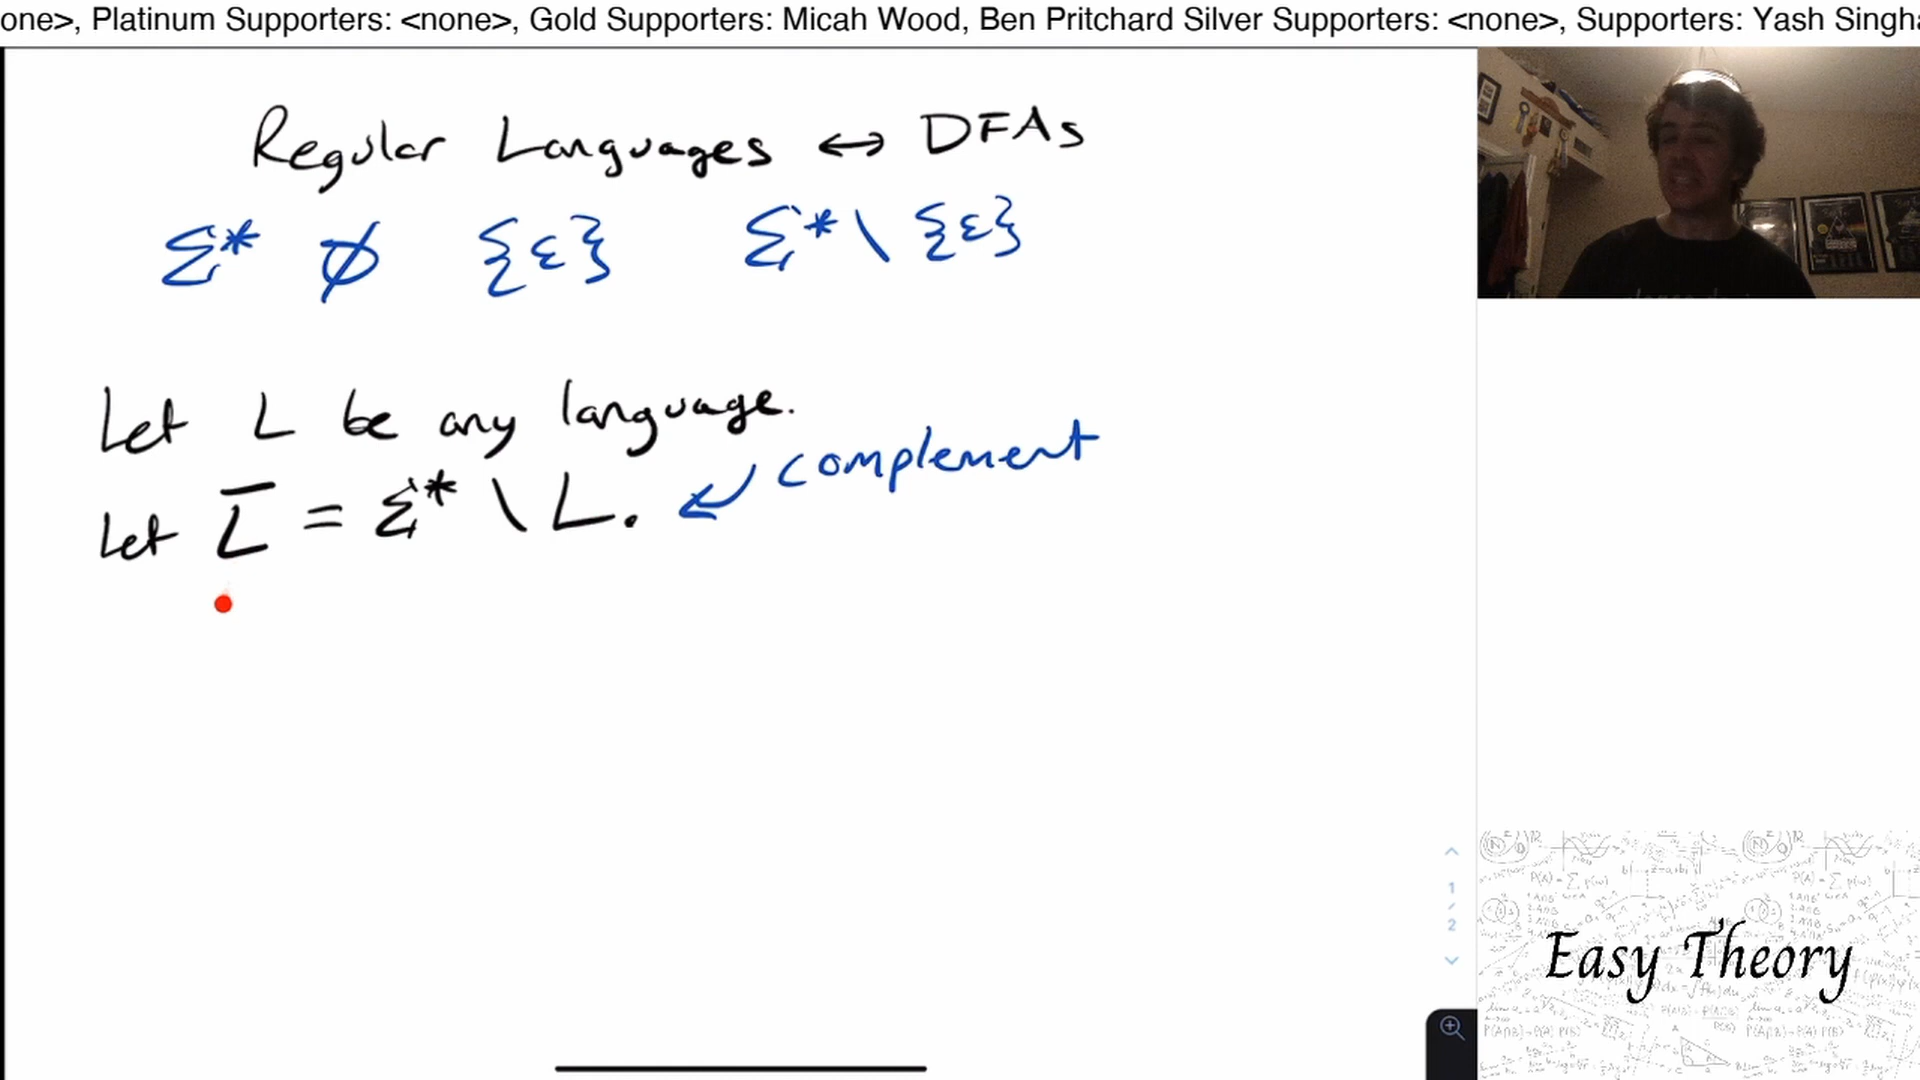 one>, Platinum Supporters: <none>, Gold Supporters: Micah Wood, Ben Pritchard Silver Supporters: <none>, Supporters: Yash Singha
Regular Languages ↔ DFAs
Σ* ∅ {ε} Σ* \ {ε}
Let L be any language.
Let L̅ = Σ* \ L. ↙ complement
1
2
Easy Theory